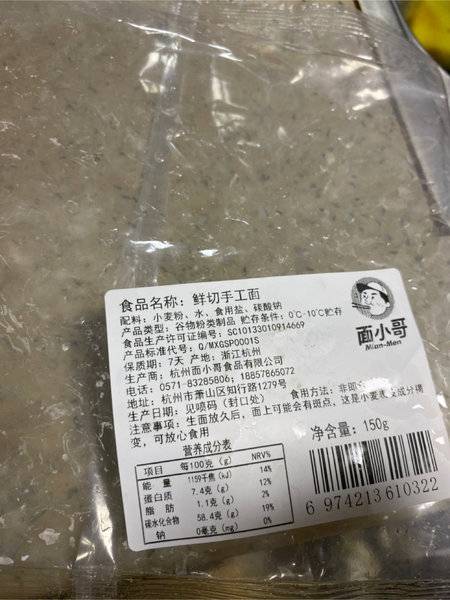 食品名称：鲜切手工面
配料：小麦粉、水、食用盐、碳酸钠
产品类型：谷物粉类制品 贮存条件：0℃-10℃贮存
食品生产许可证编号：SC10133010914669
产品标准代号：Q/MXGSP0001S
保质期：7天 产地：浙江杭州
生产商：杭州面小哥食品有限公司
电话：0571-83285806；18857865072
地址：杭州市萧山区知行路1279号
生产日期：见喷码（封口处） 食用方法：非即
注意事项：生面放久后，面上可能会有斑点，这是小麦
变，可放心食用
面小哥
Mian-Men
净含量：150g
营养成分表
项目 每100克（g） NRV%
能量 1159千焦（kJ） 14%
蛋白质 7.4克（g） 12%
脂肪 1.1克（g） 2%
碳水化合物 58.4克（g） 19%
钠 0毫克（mg） 0%
6 974213 610322